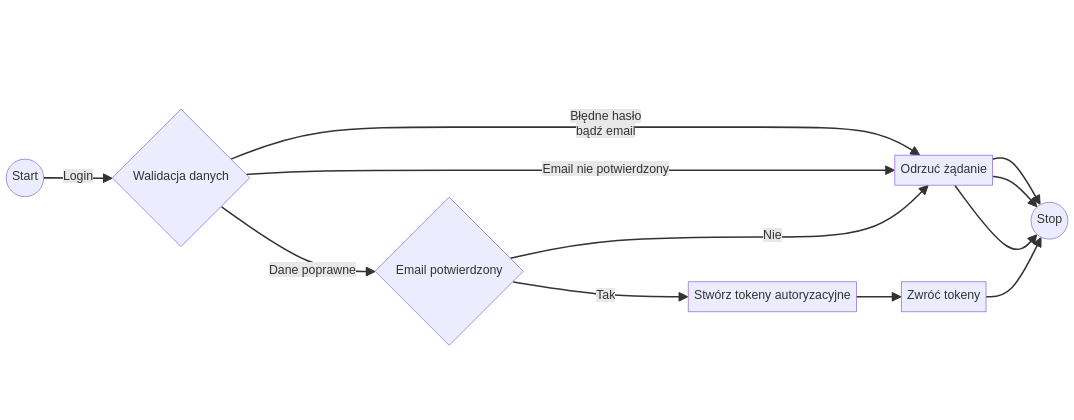 Start
Login
Walidacja danych
Błędne hasło
bądź email
Email nie potwierdzony
Dane poprawne
Email potwierdzony
Nie
Tak
Odrzuć żądanie
Stwórz tokeny autoryzacyjne
Zwróć tokeny
Stop